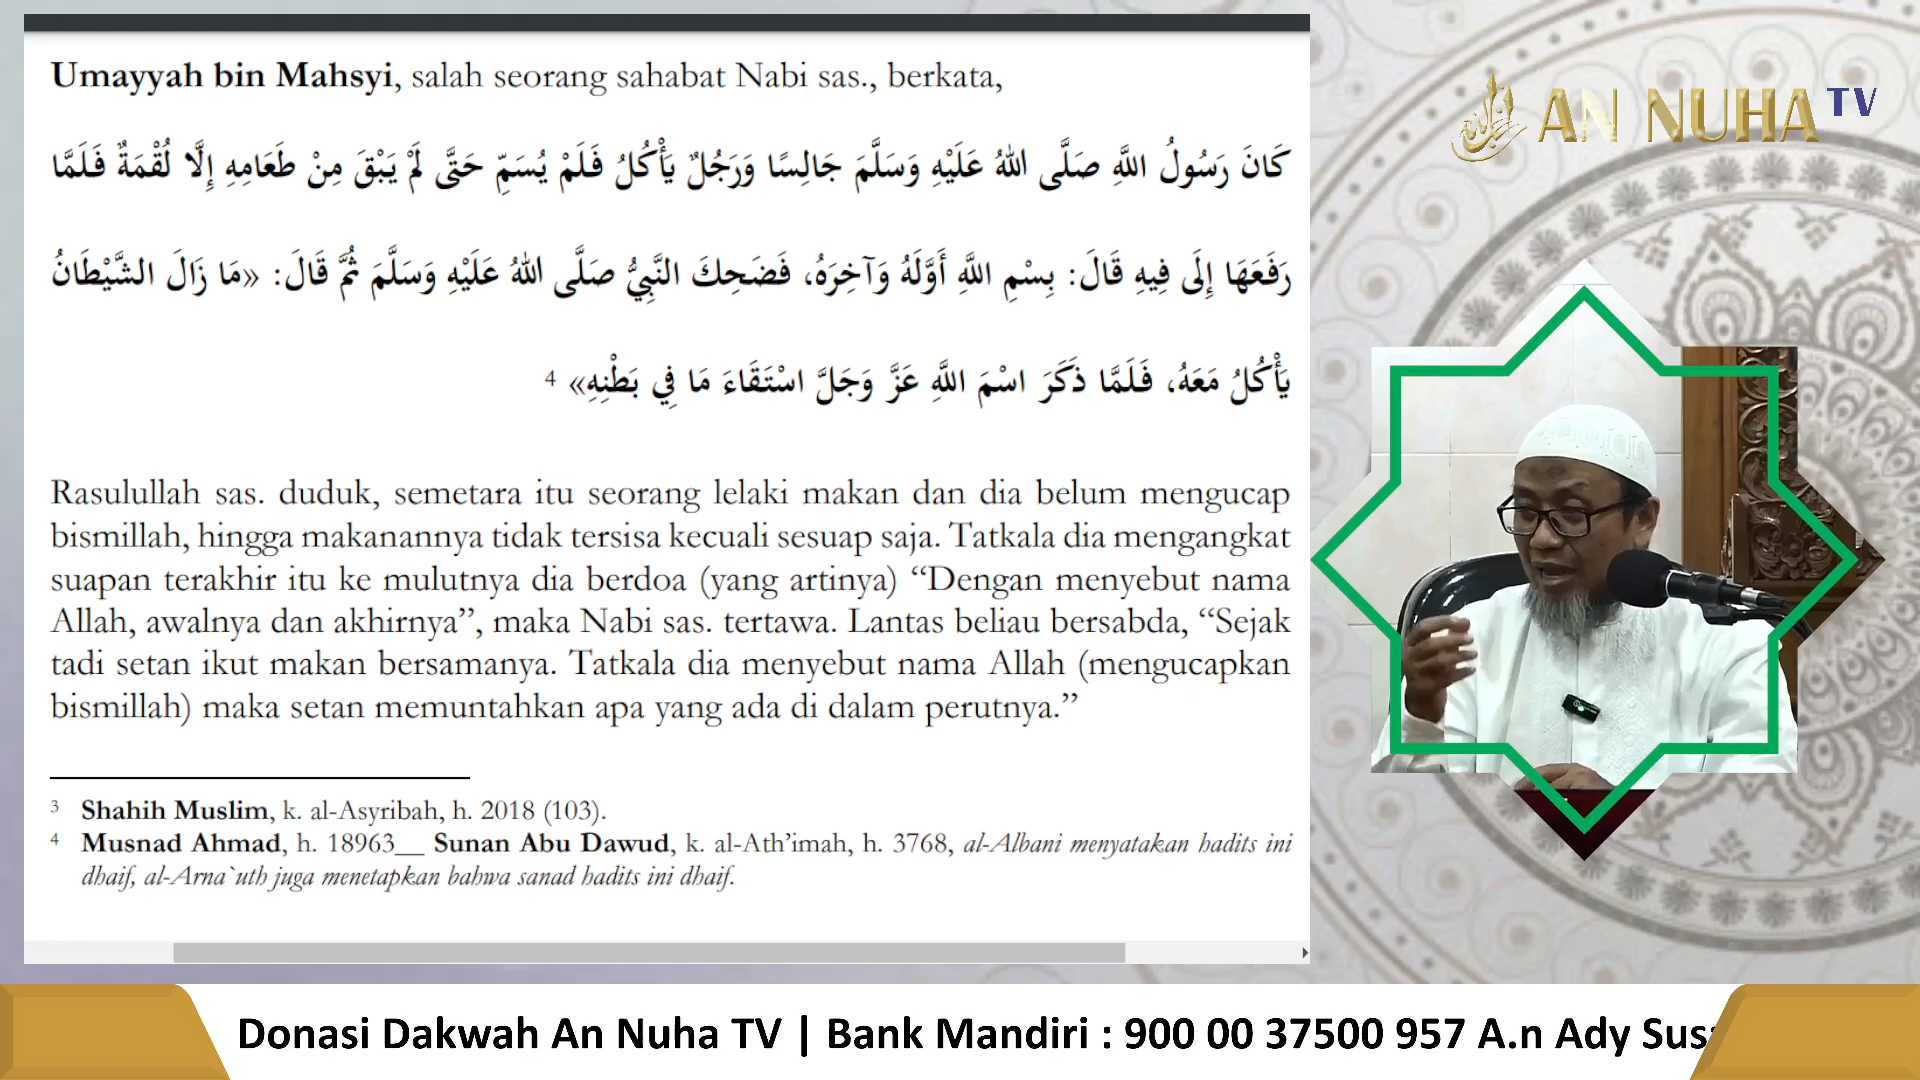 Umayyah bin Mahsyi, salah seorang sahabat Nabi sas., berkata,
كَانَ رَسُولُ اللَّهِ صَلَّى اللهُ عَلَيْهِ وَسَلَّمَ جَالِسًا وَرَجُلٌ يَأْكُلُ فَلَمْ يُسَمِّ حَتَّى لَمْ يَبْقَ مِنْ طَعَامِهِ إِلَّا لُقْمَةٌ فَلَمَّا
رَفَعَهَا إِلَى فِيهِ قَالَ: بِسْمِ اللَّهِ أَوَّلَهُ وَآخِرَهُ، فَضَحِكَ النَّبِيُّ صَلَّى اللهُ عَلَيْهِ وَسَلَّمَ ثُمَّ قَالَ: «مَا زَالَ الشَّيْطَانُ
يَأْكُلُ مَعَهُ، فَلَمَّا ذَكَرَ اسْمَ اللَّهِ عَزَّ وَجَلَّ اسْتَقَاءَ مَا فِي بَطْنِهِ» 4
Rasulullah sas. duduk, semetara itu seorang lelaki makan dan dia belum mengucap
bismillah, hingga makanannya tidak tersisa kecuali sesuap saja. Tatkala dia mengangkat
suapan terakhir itu ke mulutnya dia berdoa (yang artinya) “Dengan menyebut nama
Allah, awalnya dan akhirnya”, maka Nabi sas. tertawa. Lantas beliau bersabda, “Sejak
tadi setan ikut makan bersamanya. Tatkala dia menyebut nama Allah (mengucapkan
bismillah) maka setan memuntahkan apa yang ada di dalam perutnya.”
3 Shahih Muslim, k. al-Asyribah, h. 2018 (103).
4 Musnad Ahmad, h. 18963__ Sunan Abu Dawud, k. al-Ath’imah, h. 3768, al-Albani menyatakan hadits ini
dhaif, al-Arna`uth juga menetapkan bahwa sanad hadits ini dhaif.
AN NUHA TV
Donasi Dakwah An Nuha TV | Bank Mandiri : 900 00 37500 957 A.n Ady Sus